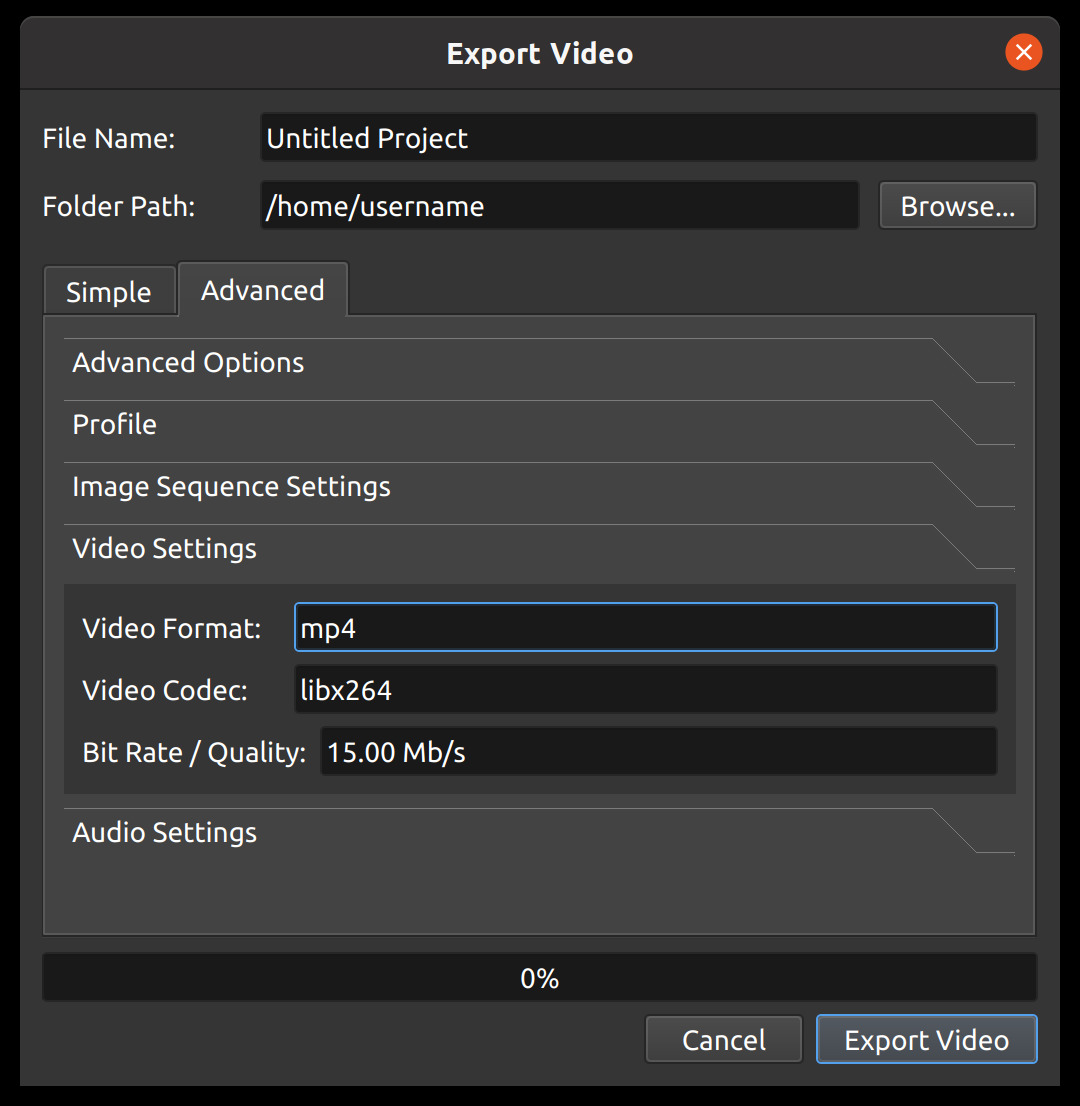 Export Video
File Name: Untitled Project
Folder Path: /home/username Browse...
Simple Advanced
Advanced Options
Profile
Image Sequence Settings
Video Settings
Video Format: mp4
Video Codec: libx264
Bit Rate / Quality: 15.00 Mb/s
Audio Settings
0%
Cancel Export Video